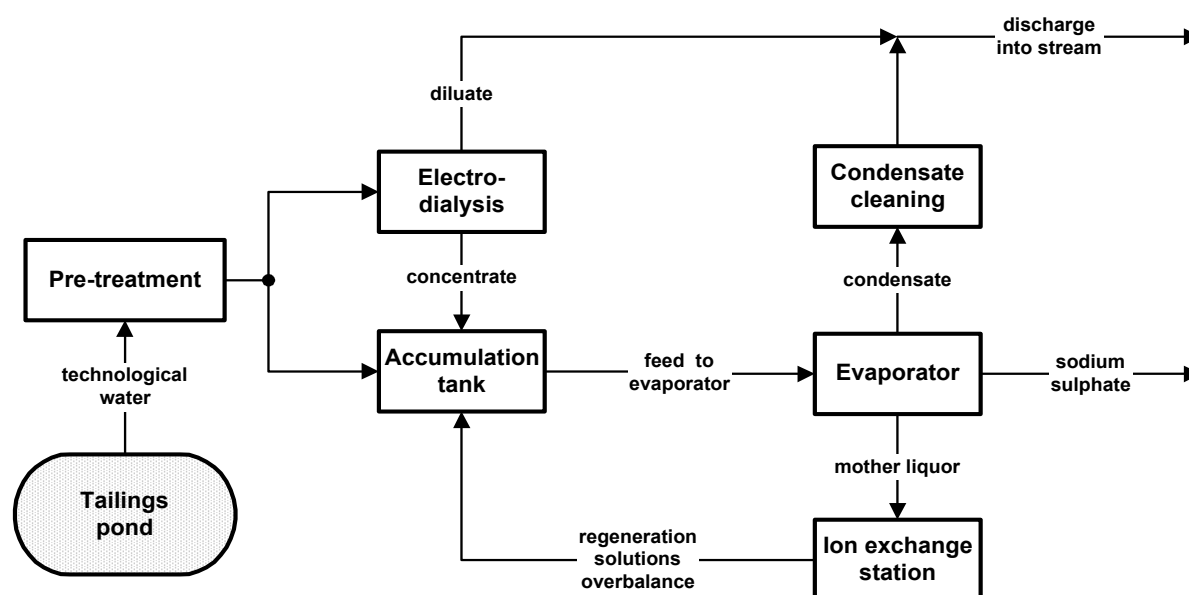 discharge
into stream
diluate
Electro-
dialysis
Condensate
cleaning
Pre-treatment
concentrate
condensate
technological
water
Accumulation
tank
feed to
evaporator
Evaporator
sodium
sulphate
mother liquor
Tailings
pond
regeneration
solutions
overbalance
Ion exchange
station